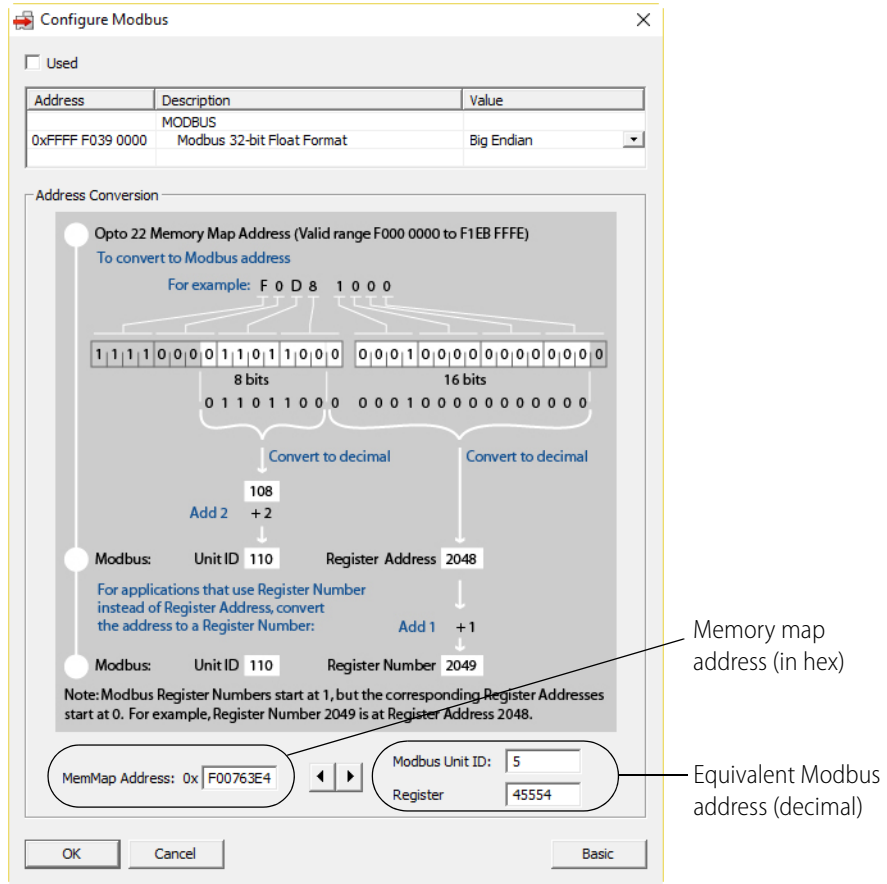 Configure Modbus
Used
Address Description Value
MODBUS
0xFFFF F039 0000 Modbus 32-bit Float Format Big Endian
Address Conversion
Opto 22 Memory Map Address (Valid range F000 0000 to F1EB FFFE)
To convert to Modbus address
For example: F 0 D 8 1 0 0 0
1 1 1 1 0 0 0 0 1 1 0 1 1 0 0 0 0 0 0 1 0 0 0 0 0 0 0 0 0 0 0 0
8 bits 16 bits
0 1 1 0 1 1 0 0 0 0 0 0 1 0 0 0 0 0 0 0 0 0 0 0
Convert to decimal Convert to decimal
108
Add 2 + 2
Modbus: Unit ID 110 Register Address 2048
For applications that use Register Number
instead of Register Address, convert
the address to a Register Number: Add 1 + 1
Modbus: Unit ID 110 Register Number 2049
Note: Modbus Register Numbers start at 1, but the corresponding Register Addresses
start at 0. For example, Register Number 2049 is at Register Address 2048.
Memory map
address (in hex)
MemMap Address: 0x F00763E4
Modbus Unit ID: 5
Register 45554
Equivalent Modbus
address (decimal)
OK Cancel Basic